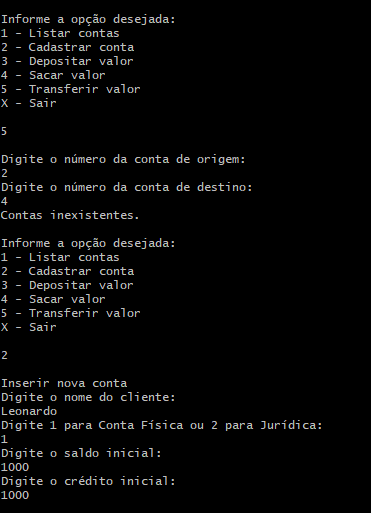 Informe a opção desejada:
1 - Listar contas
2 - Cadastrar conta
3 - Depositar valor
4 - Sacar valor
5 - Transferir valor
X - Sair
5
Digite o número da conta de origem:
2
Digite o número da conta de destino:
4
Contas inexistentes.
Informe a opção desejada:
1 - Listar contas
2 - Cadastrar conta
3 - Depositar valor
4 - Sacar valor
5 - Transferir valor
X - Sair
2
Inserir nova conta
Digite o nome do cliente:
Leonardo
Digite 1 para Conta Física ou 2 para Jurídica:
1
Digite o saldo inicial:
1000
Digite o crédito inicial:
1000